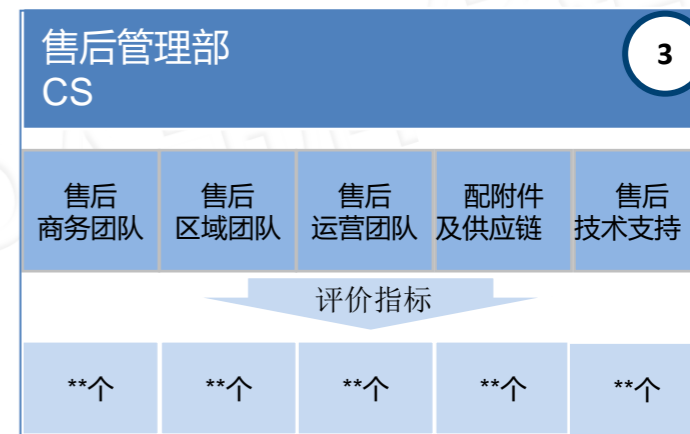 售后管理部
CS
3
售后 售后 售后 配附件 售后
商务团队 区域团队 运营团队 及供应链 技术支持
评价指标
**个 **个 **个 **个 **个